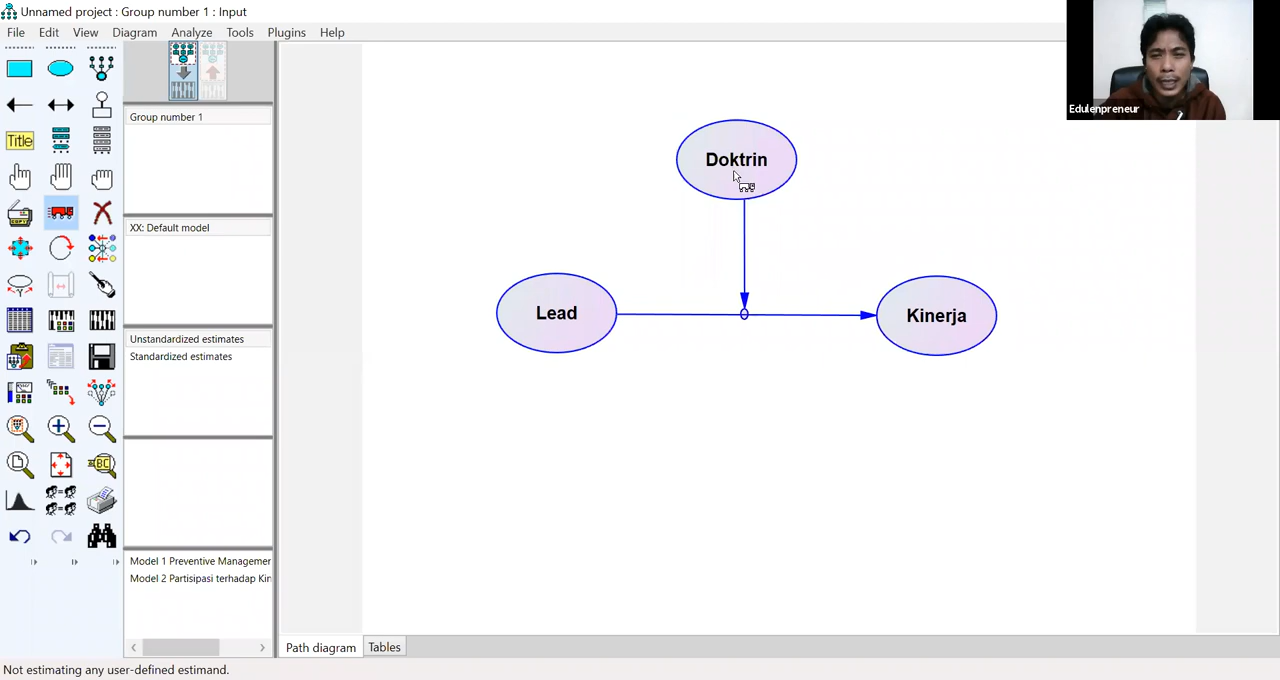 Unnamed project : Group number 1 : Input
File Edit View Diagram Analyze Tools Plugins Help
Edulenpreneur
Title
Group number 1
Doktrin
COPY
XX: Default model
Lead
Kinerja
Unstandardized estimates
Standardized estimates
BC
Model 1 Preventive Managemer
Model 2 Partisipasi terhadap Kin
Path diagram Tables
Not estimating any user-defined estimand.